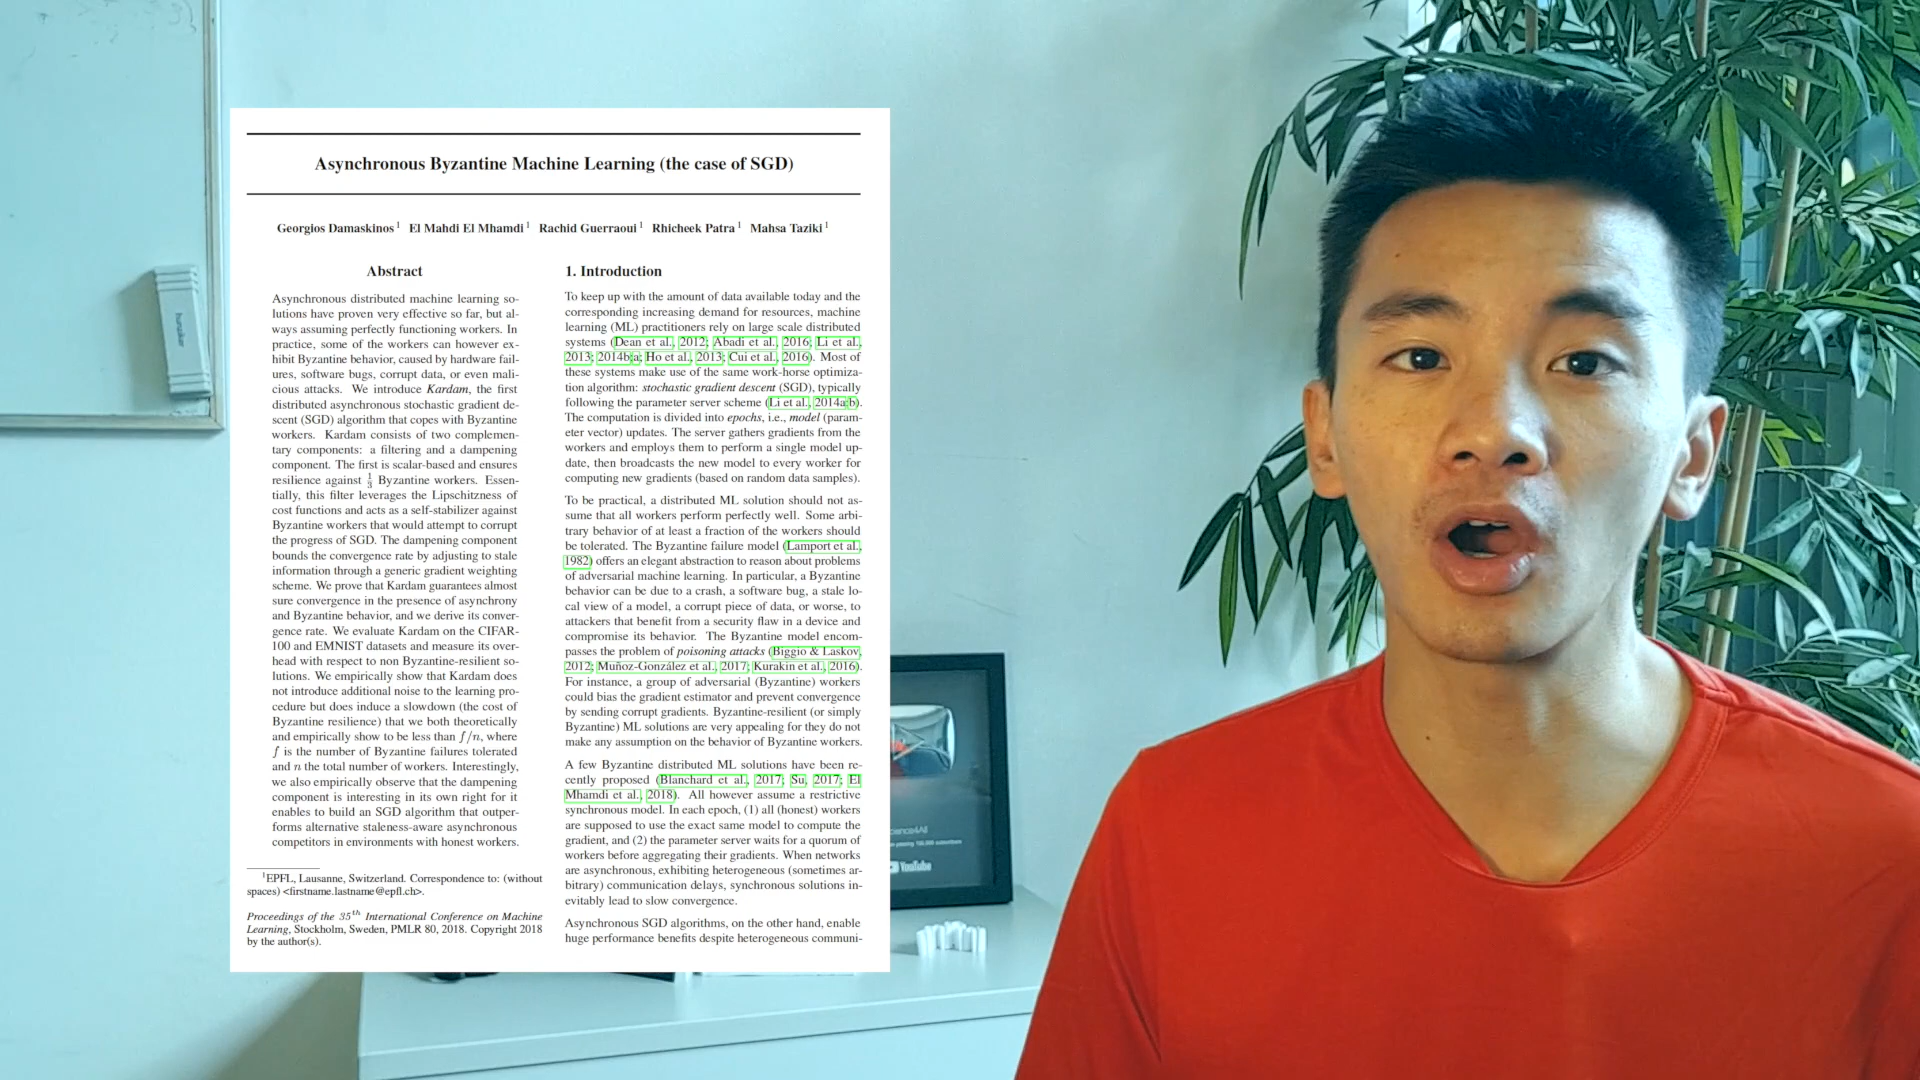 Asynchronous Byzantine Machine Learning (the case of SGD)
Georgios Damaskinos 1 El Mahdi El Mhamdi 1 Rachid Guerraoui 1 Rhicheek Patra 1 Mahsa Taziki 1
Abstract
Asynchronous distributed machine learning so-
lutions have proven very effective so far, but al-
ways assuming perfectly functioning workers. In
practice, some of the workers can however ex-
hibit Byzantine behavior, caused by hardware fail-
ures, software bugs, corrupt data, or even mali-
cious attacks. We introduce Kardam, the first
distributed asynchronous stochastic gradient de-
scent (SGD) algorithm that copes with Byzantine
workers. Kardam consists of two complemen-
tary components: a filtering and a dampening
component. The first is scalar-based and ensures
resilience against 1/3 Byzantine workers. Essen-
tially, this filter leverages the Lipschitzness of
cost functions and acts as a self-stabilizer against
Byzantine workers that would attempt to corrupt
the progress of SGD. The dampening component
bounds the convergence rate by adjusting to stale
information through a generic gradient weighting
scheme. We prove that Kardam guarantees almost
sure convergence in the presence of asynchrony
and Byzantine behavior, and we derive its conver-
gence rate. We evaluate Kardam on the CIFAR-
100 and EMNIST datasets and measure its over-
head with respect to non Byzantine-resilient so-
lutions. We empirically show that Kardam does
not introduce additional noise to the learning pro-
cedure but does induce a slowdown (the cost of
Byzantine resilience) that we both theoretically
and empirically show to be less than f/n, where
f is the number of Byzantine failures tolerated
and n the total number of workers. Interestingly,
we also empirically observe that the dampening
component is interesting in its own right for it
enables to build an SGD algorithm that outper-
forms alternative staleness-aware asynchronous
competitors in environments with honest workers.
1EPFL, Lausanne, Switzerland. Correspondence to: (without
spaces) <firstname.lastname@epfl.ch>.
Proceedings of the 35th International Conference on Machine
Learning, Stockholm, Sweden, PMLR 80, 2018. Copyright 2018
by the author(s).
1. Introduction
To keep up with the amount of data available today and the
corresponding increasing demand for resources, machine
learning (ML) practitioners rely on large scale distributed
systems (Dean et al., 2012; Abadi et al., 2016; Li et al.,
2013; 2014b;a; Ho et al., 2013; Cui et al., 2016). Most of
these systems make use of the same work-horse optimiza-
tion algorithm: stochastic gradient descent (SGD), typically
following the parameter server scheme (Li et al., 2014a;b).
The computation is divided into epochs, i.e., model (param-
eter vector) updates. The server gathers gradients from the
workers and employs them to perform a single model up-
date, then broadcasts the new model to every worker for
computing new gradients (based on random data samples).
To be practical, a distributed ML solution should not as-
sume that all workers perform perfectly well. Some arbi-
trary behavior of at least a fraction of the workers should
be tolerated. The Byzantine failure model (Lamport et al.,
1982) offers an elegant abstraction to reason about problems
of adversarial machine learning. In particular, a Byzantine
behavior can be due to a crash, a software bug, a stale lo-
cal view of a model, a corrupt piece of data, or worse, to
attackers that benefit from a security flaw in a device and
compromise its behavior. The Byzantine model encom-
passes the problem of poisoning attacks (Biggio & Laskov,
2012; Muñoz-González et al., 2017; Kurakin et al., 2016).
For instance, a group of adversarial (Byzantine) workers
could bias the gradient estimator and prevent convergence
by sending corrupt gradients. Byzantine-resilient (or simply
Byzantine) ML solutions are very appealing for they do not
make any assumption on the behavior of Byzantine workers.
A few Byzantine distributed ML solutions have been re-
cently proposed (Blanchard et al., 2017; Su, 2017; El
Mhamdi et al., 2018). All however assume a restrictive
synchronous model. In each epoch, (1) all (honest) workers
are supposed to use the exact same model to compute the
gradient, and (2) the parameter server waits for a quorum of
workers before aggregating their gradients. When networks
are asynchronous, exhibiting heterogeneous (sometimes ar-
bitrary) communication delays, synchronous solutions in-
evitably lead to slow convergence.
Asynchronous SGD algorithms, on the other hand, enable
huge performance benefits despite heterogeneous communi-
YouTube